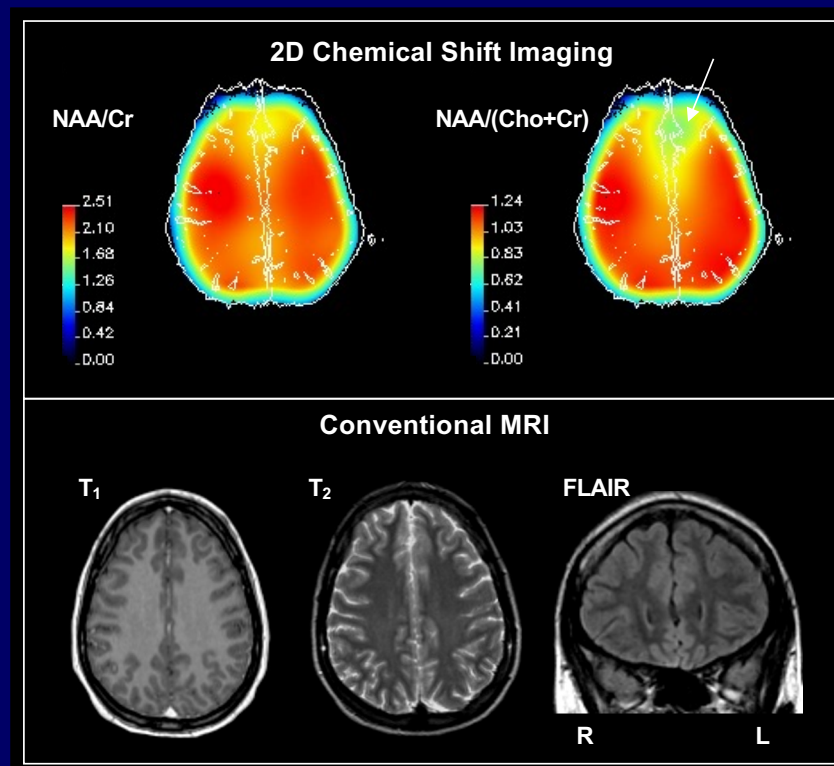 2D Chemical Shift Imaging
NAA/Cr
NAA/(Cho+Cr)
2.51
2.10
1.68
1.26
0.84
0.42
0.00
1.24
1.03
0.83
0.62
0.41
0.21
0.00
Conventional MRI
T₁
T₂
FLAIR
R
L